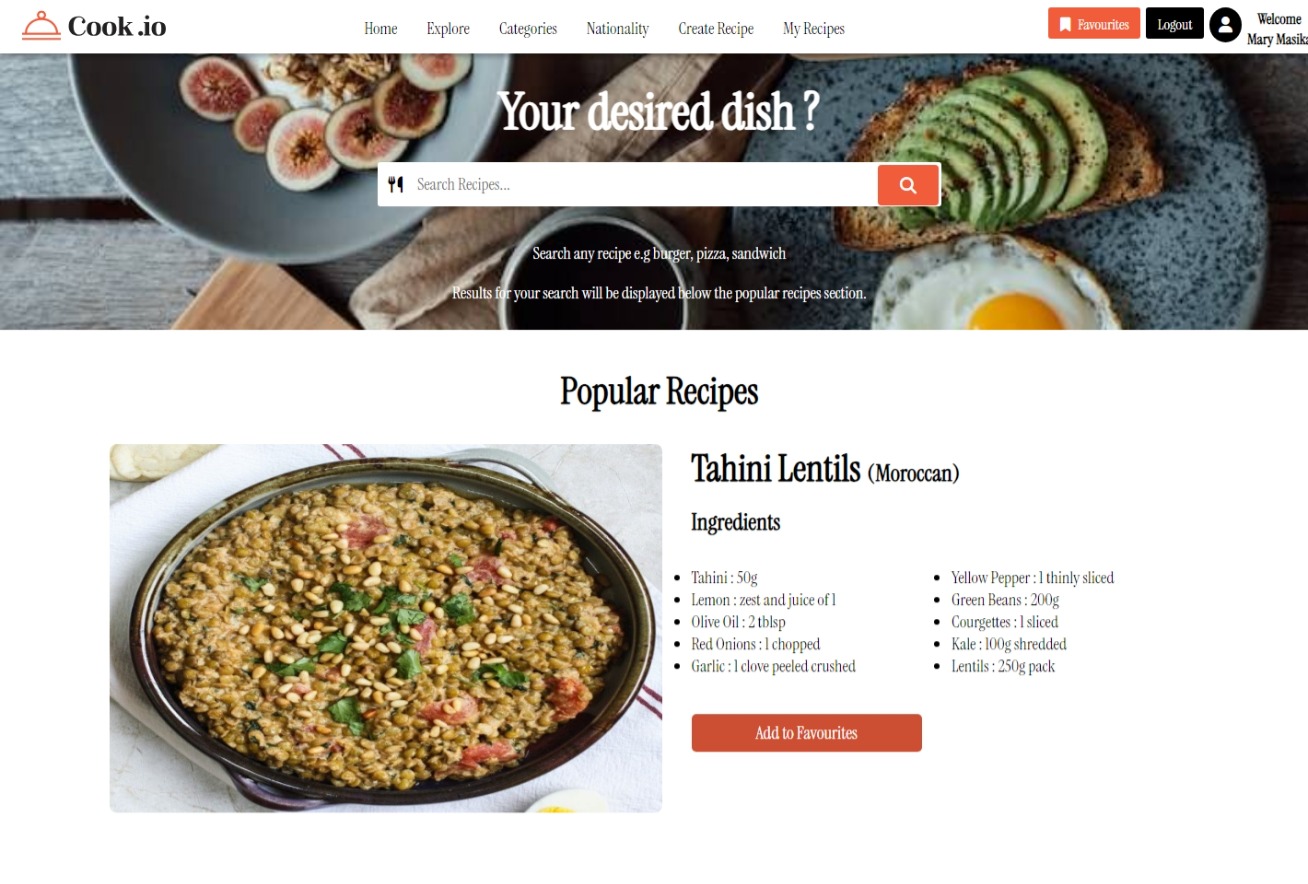 Cook.io
Home Explore Categories Nationality Create Recipe My Recipes
Favourites
Logout
Welcome
Mary Masika
Your desired dish ?
Search Recipes...
Search any recipe e.g burger, pizza, sandwich
Results for your search will be displayed below the popular recipes section.
Popular Recipes
Tahini Lentils (Moroccan)
Ingredients
Tahini : 50g
Lemon : zest and juice of 1
Olive Oil : 2 tblsp
Red Onions : 1 chopped
Garlic : 1 clove peeled crushed
Yellow Pepper : 1 thinly sliced
Green Beans : 200g
Courgettes : 1 sliced
Kale : 100g shredded
Lentils : 250g pack
Add to Favourites